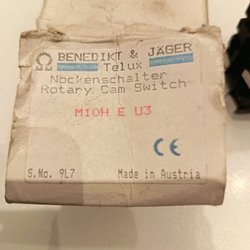 BENEDIKT & JÄGER
Telux
Nockenschalter
Rotary Cam Switch
M10H E U3
CE
S.No. 9L7
Made in Austria